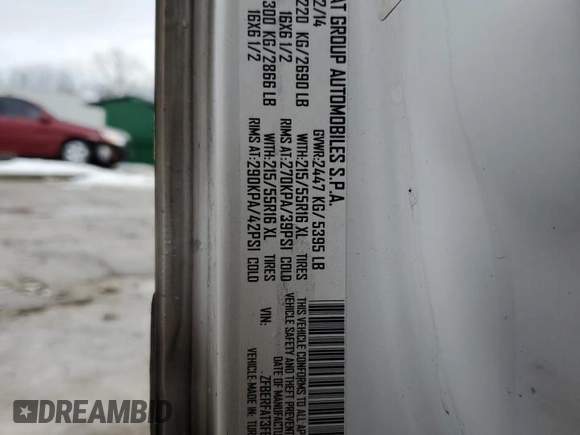 AT GROUP AUTOMOBILES S.P.A.
2/14 GVWR:2447 KG/5395 LB
220 KG/2690 LB WITH:215/55R16 XL TIRES
16X6 1/2 RIMS AT:270KPA/39PSI COLD
300 KG/2866 LB WITH:215/55R16 XL TIRES
16X6 1/2 RIMS AT:290KPA/42PSI COLD
THIS VEHICLE CONFORMS TO ALL AP
VEHICLE SAFETY AND THEFT PREVENT
DATE OF MANUFACT
VIN: ZFBERFAT3F6
VEHICLE-MADE IN: TUR
DREAMBID